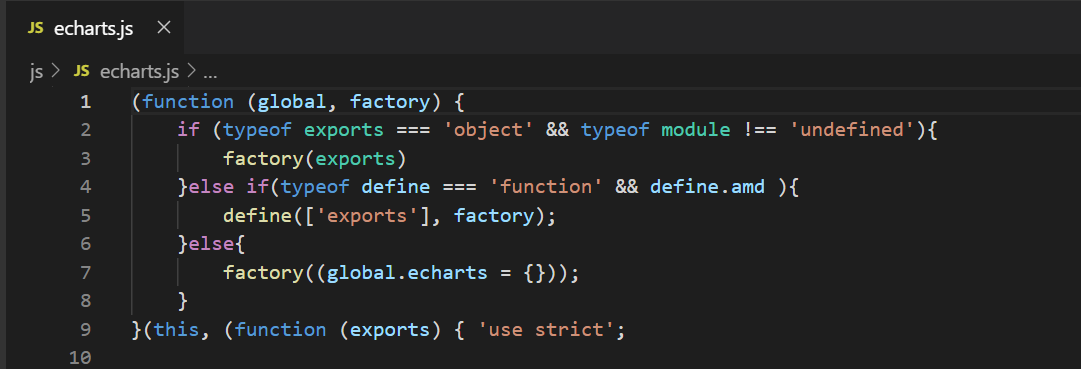 JS echarts.js ×
js > JS echarts.js > ...
1 (function (global, factory) {
2     if (typeof exports === 'object' && typeof module !== 'undefined'){
3         factory(exports)
4     }else if(typeof define === 'function' && define.amd ){
5         define(['exports'], factory);
6     }else{
7         factory((global.echarts = {}));
8     }
9 }(this, (function (exports) { 'use strict';
10